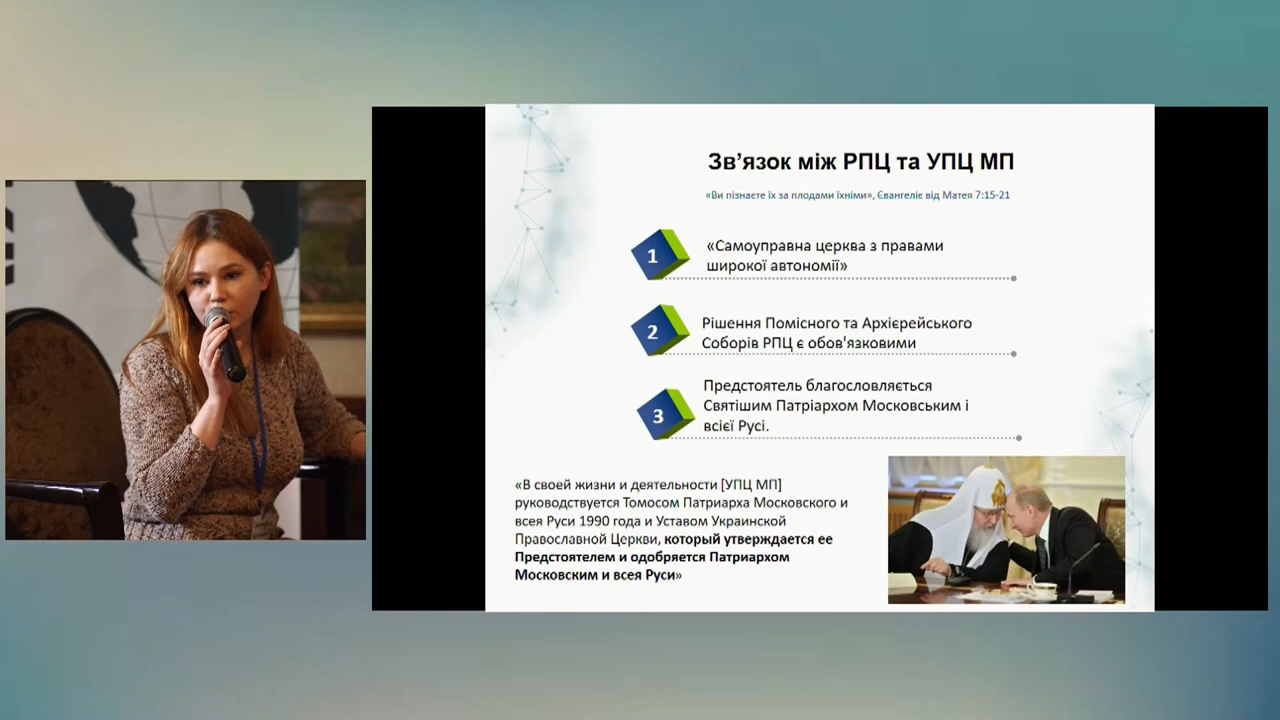 Зв’язок між РПЦ та УПЦ МП
«Ви пізнаєте їх за плодами їхніми», Євангеліє від Матея 7:15-21
1
«Самоуправна церква з правами
широкої автономії»
2
Рішення Помісного та Архієрейського
Соборів РПЦ є обов'язковими
3
Предстоятель благословляється
Святішим Патріархом Московським і
всієї Русі.
«В своей жизни и деятельности [УПЦ МП]
руководствуется Томосом Патриарха Московского и
всея Руси 1990 года и Уставом Украинской
Православной Церкви, который утверждается ее
Предстоятелем и одобряется Патриархом
Московским и всея Руси»